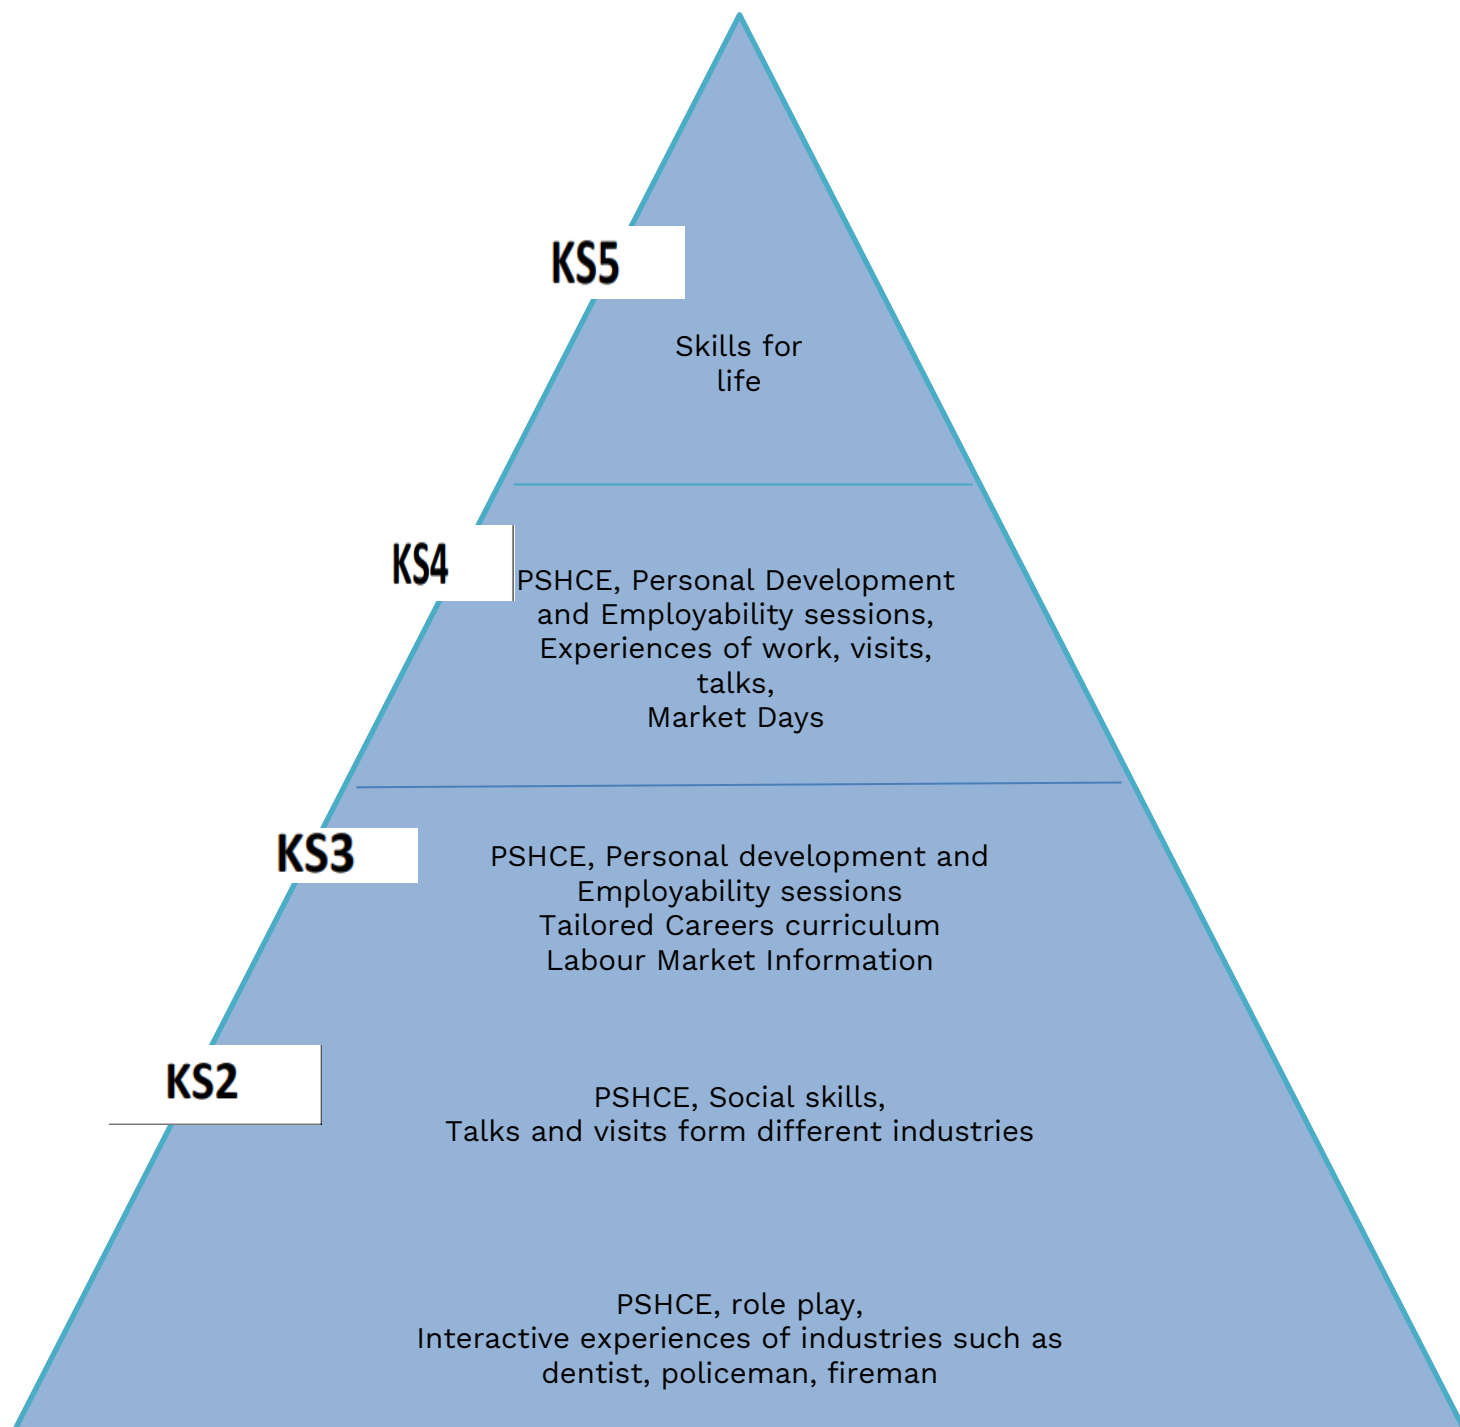 KS5
Skills for
life
KS4
PSHCE, Personal Development
and Employability sessions,
Experiences of work, visits,
talks,
Market Days
KS3
PSHCE, Personal development and
Employability sessions
Tailored Careers curriculum
Labour Market Information
KS2
PSHCE, Social skills,
Talks and visits form different industries
PSHCE, role play,
Interactive experiences of industries such as
dentist, policeman, fireman